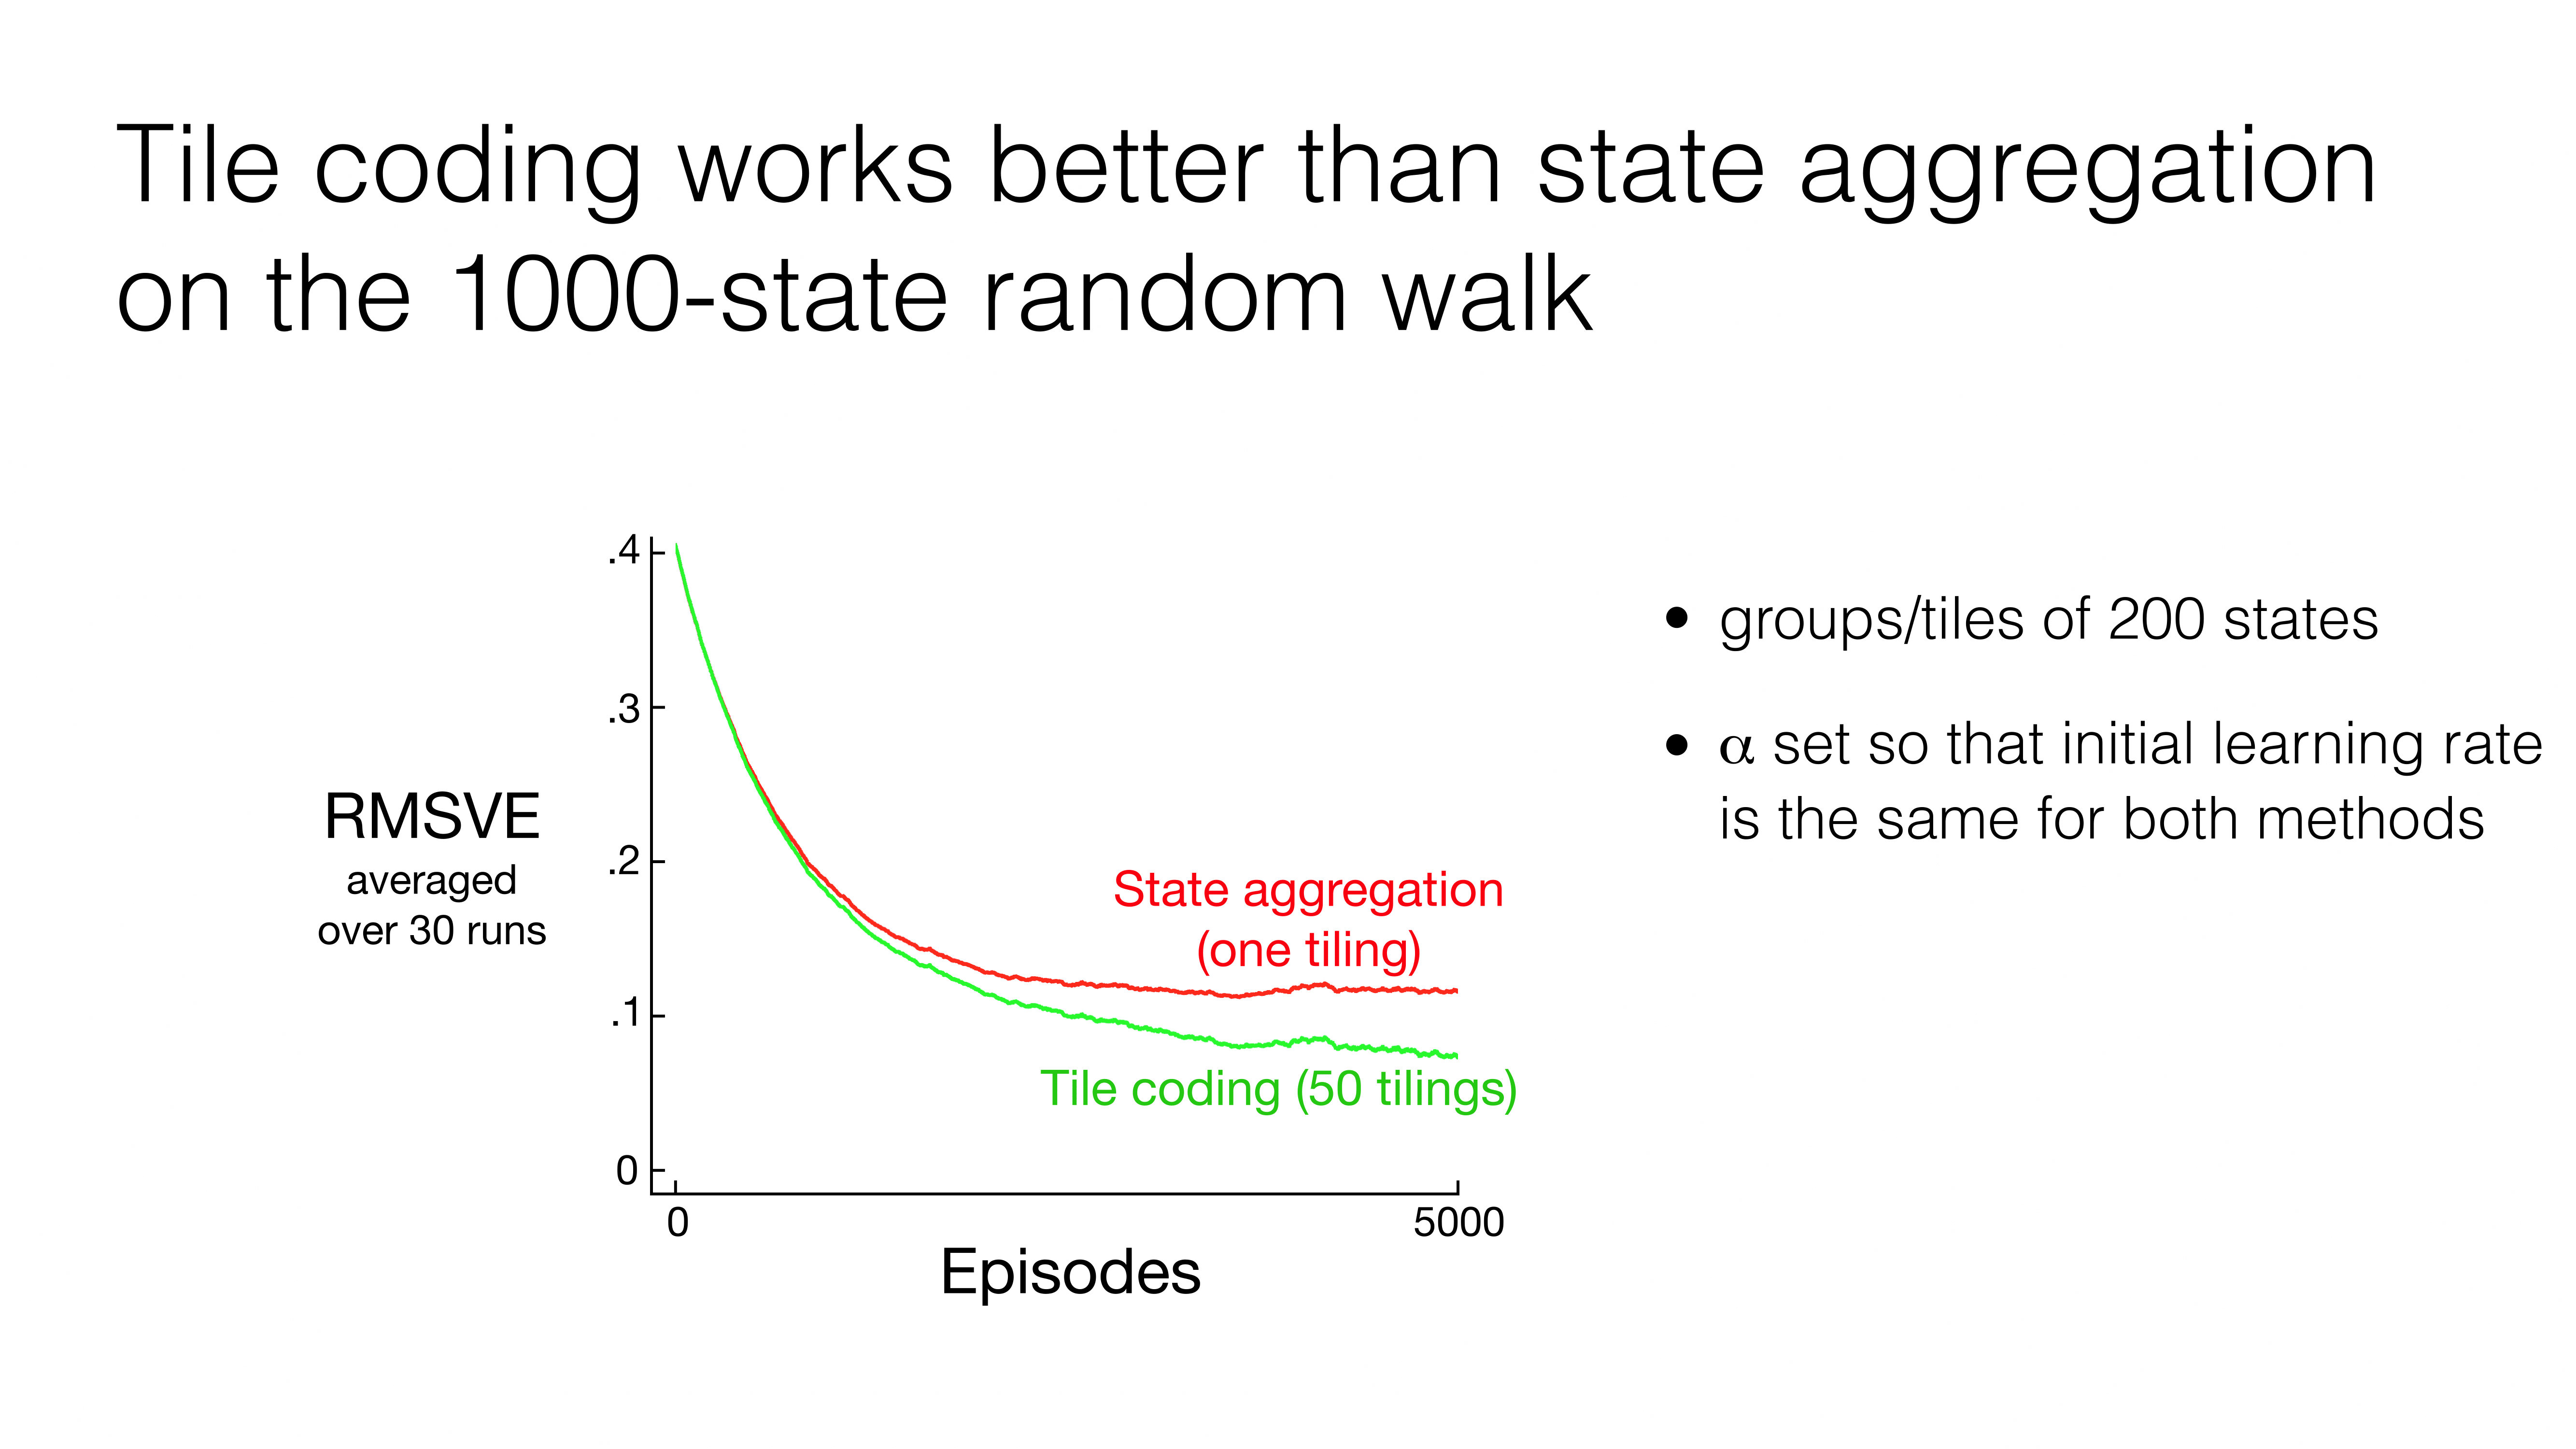 Tile coding works better than state aggregation
on the 1000-state random walk
.4
.3
.2
.1
0
RMSVE
averaged
over 30 runs
State aggregation
(one tiling)
Tile coding (50 tilings)
0
5000
Episodes
• groups/tiles of 200 states
• α set so that initial learning rate
is the same for both methods